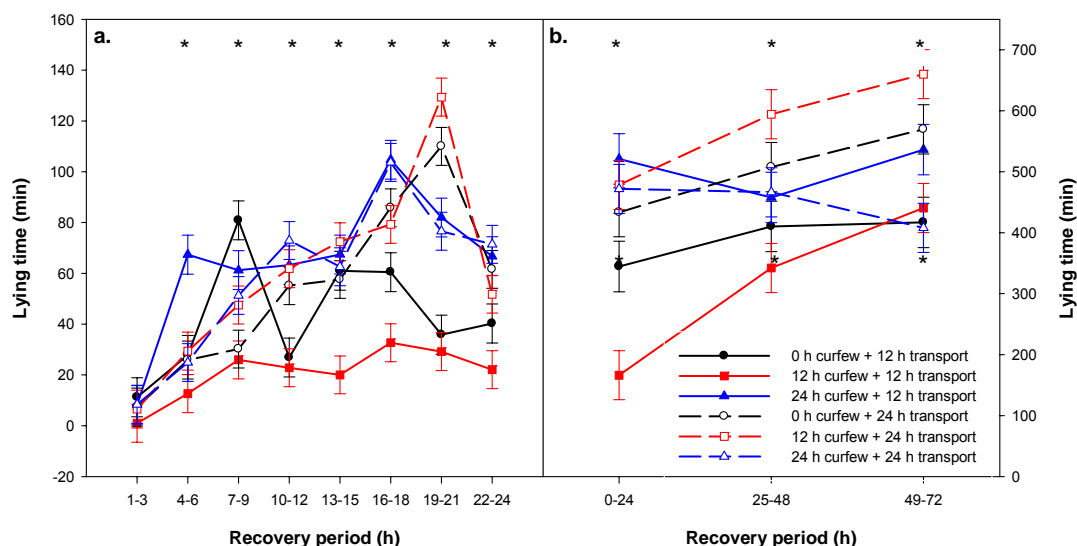 a.
* * * * * * *
160
140
120
100
80
60
40
20
0
-20
Lying time (min)
1-3 4-6 7-9 10-12 13-15 16-18 19-21 22-24
Recovery period (h)
b.
* * *
* * *
700
600
500
400
300
200
100
0
Lying time (min)
0 h curfew + 12 h transport
12 h curfew + 12 h transport
24 h curfew + 12 h transport
0 h curfew + 24 h transport
12 h curfew + 24 h transport
24 h curfew + 24 h transport
0-24 25-48 49-72
Recovery period (h)